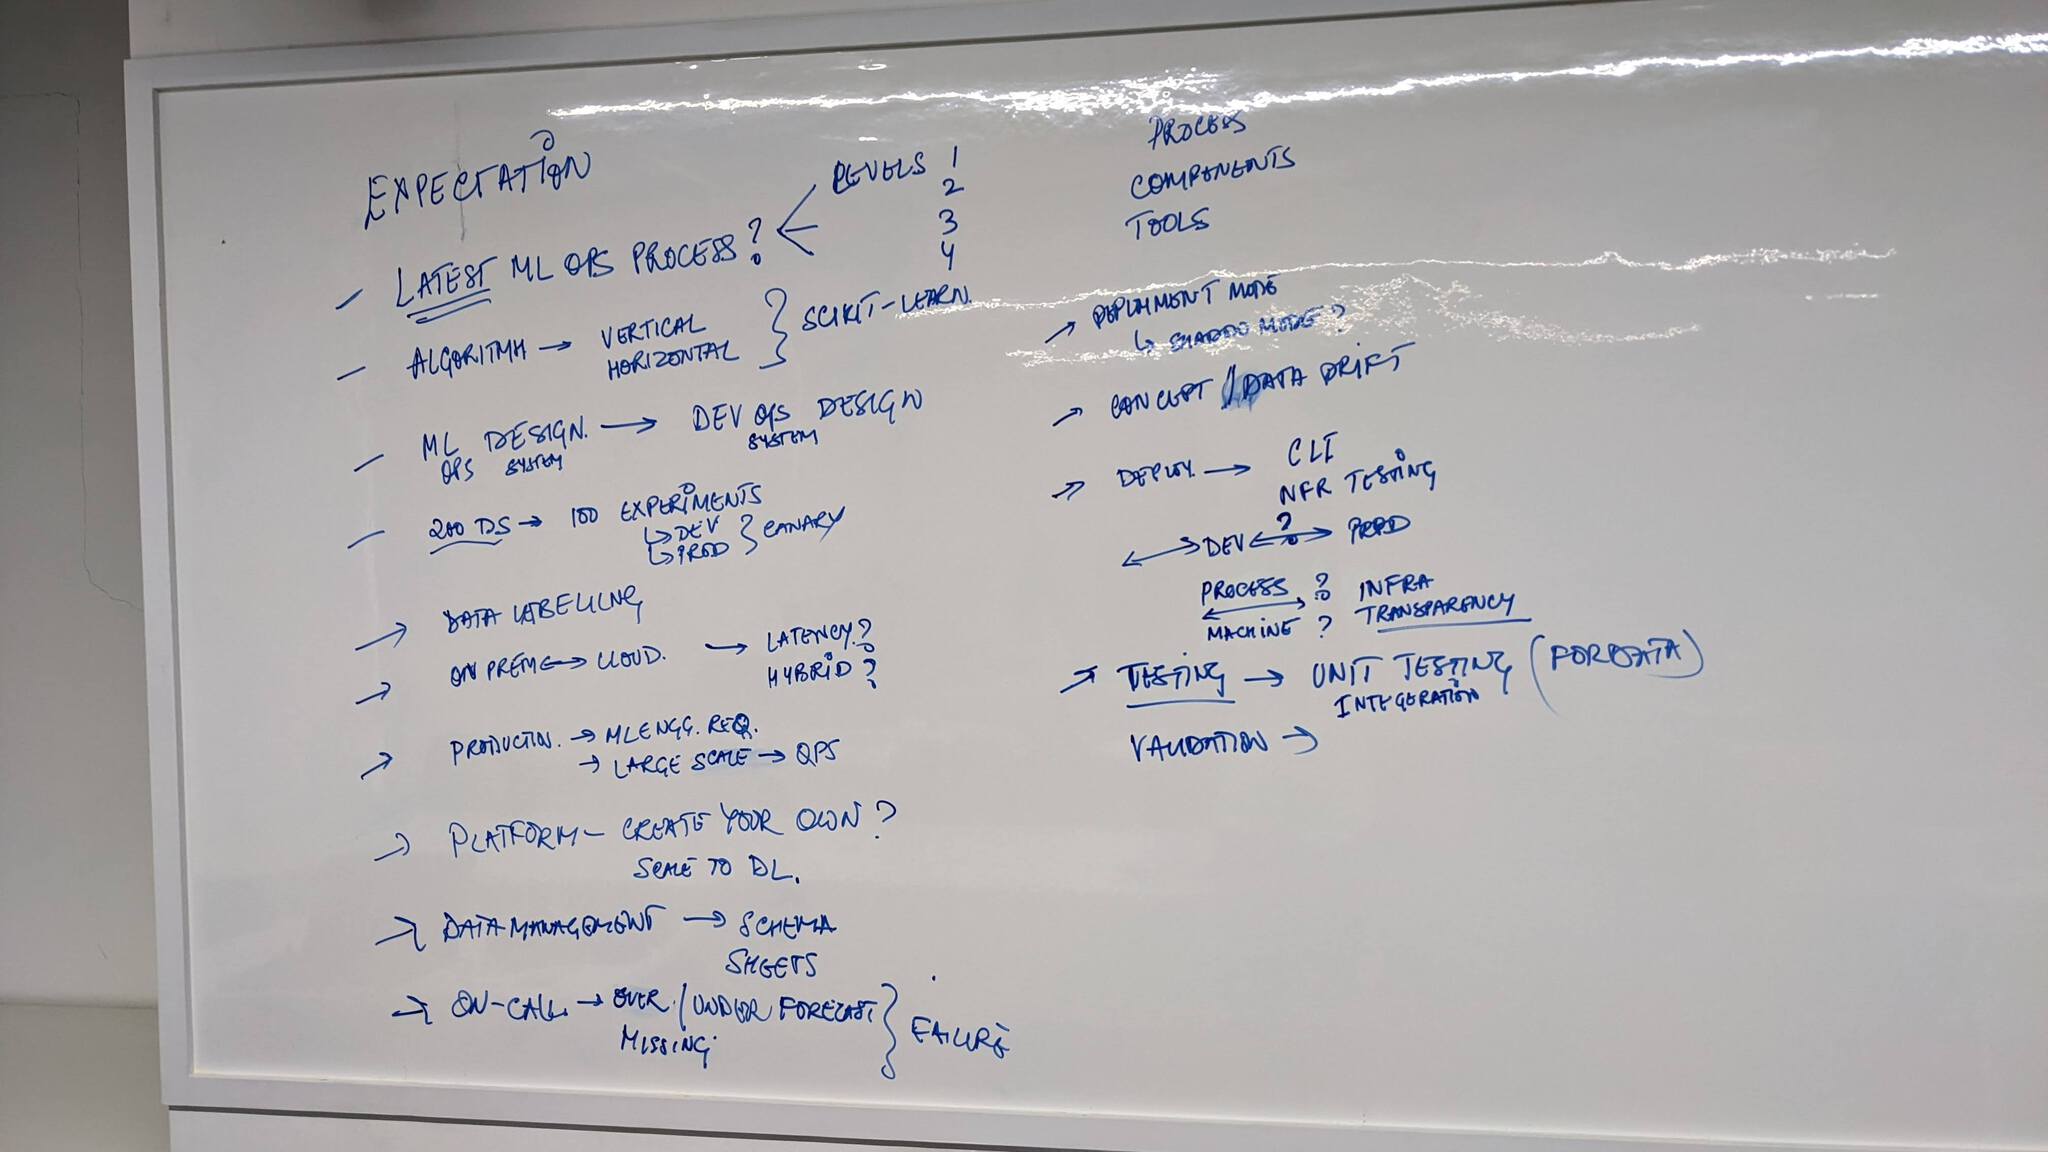 EXPECTATION
- LATEST ML OPS PROCESS? LEVELS 1
2
3
4
- ALGORITMH → VERTICAL
HORIZONTAL } SCIKIT-LEARN.
- ML DESIGN. → DEV OPS DESIGN
OPS SYSTEM SYSTEM
- 200 DS → 100 EXPERIMENTS
↳ DEV
↳ PROD } CANARY
→ DATA LABELLING
→ ON PREM ↔ CLOUD. → LATENCY?
HYBRID?
→ PRODUCTION. → ML ENGG. REQ.
→ LARGE SCALE → QPS
→ PLATFORM - CREATE YOUR OWN?
SCALE TO DL.
→ DATA MANAGEMENT → SCHEMA
SHEETS
→ ON-CALL → OVER / UNDER FORECAST
MISSING } FAILURE
PROCESS
COMPONENTS
TOOLS
→ DEPLOYMENT MODE
↳ SHADOW MODE?
→ CONCEPT / DATA DRIFT
→ DEPLOY. → CLI
NFR TESTING
↔ DEV ↔ ? PROD
PROCESS ? INFRA
↔ TRANSPARENCY
MACHINE ?
→ TESTING → UNIT TESTING (FOR DATA)
INTEGERATION
VALIDATION →